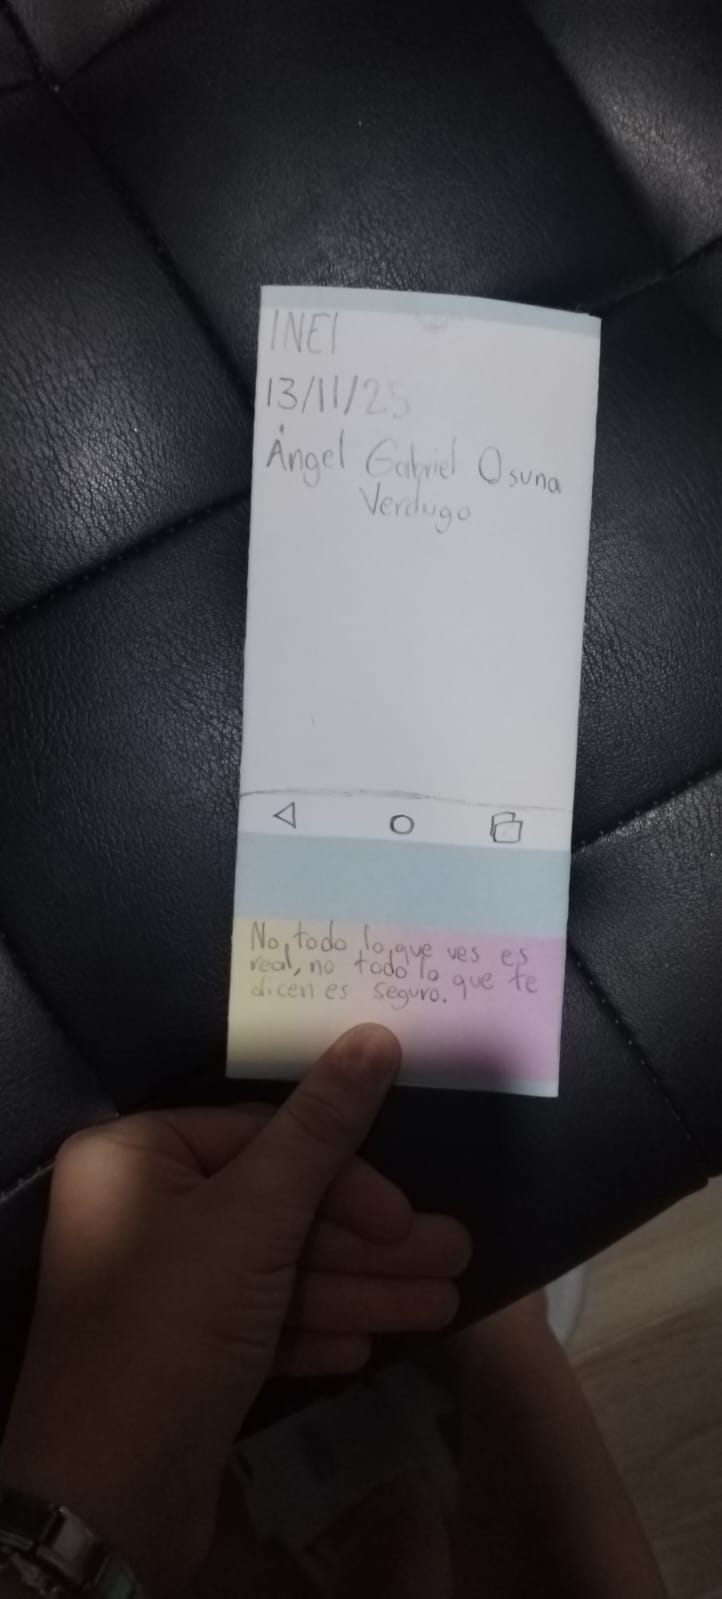 INEI
13/11/25
Ángel Gabriel Osuna
Verdugo
No todo lo que ves es
real, no todo lo que te
dicen es seguro.